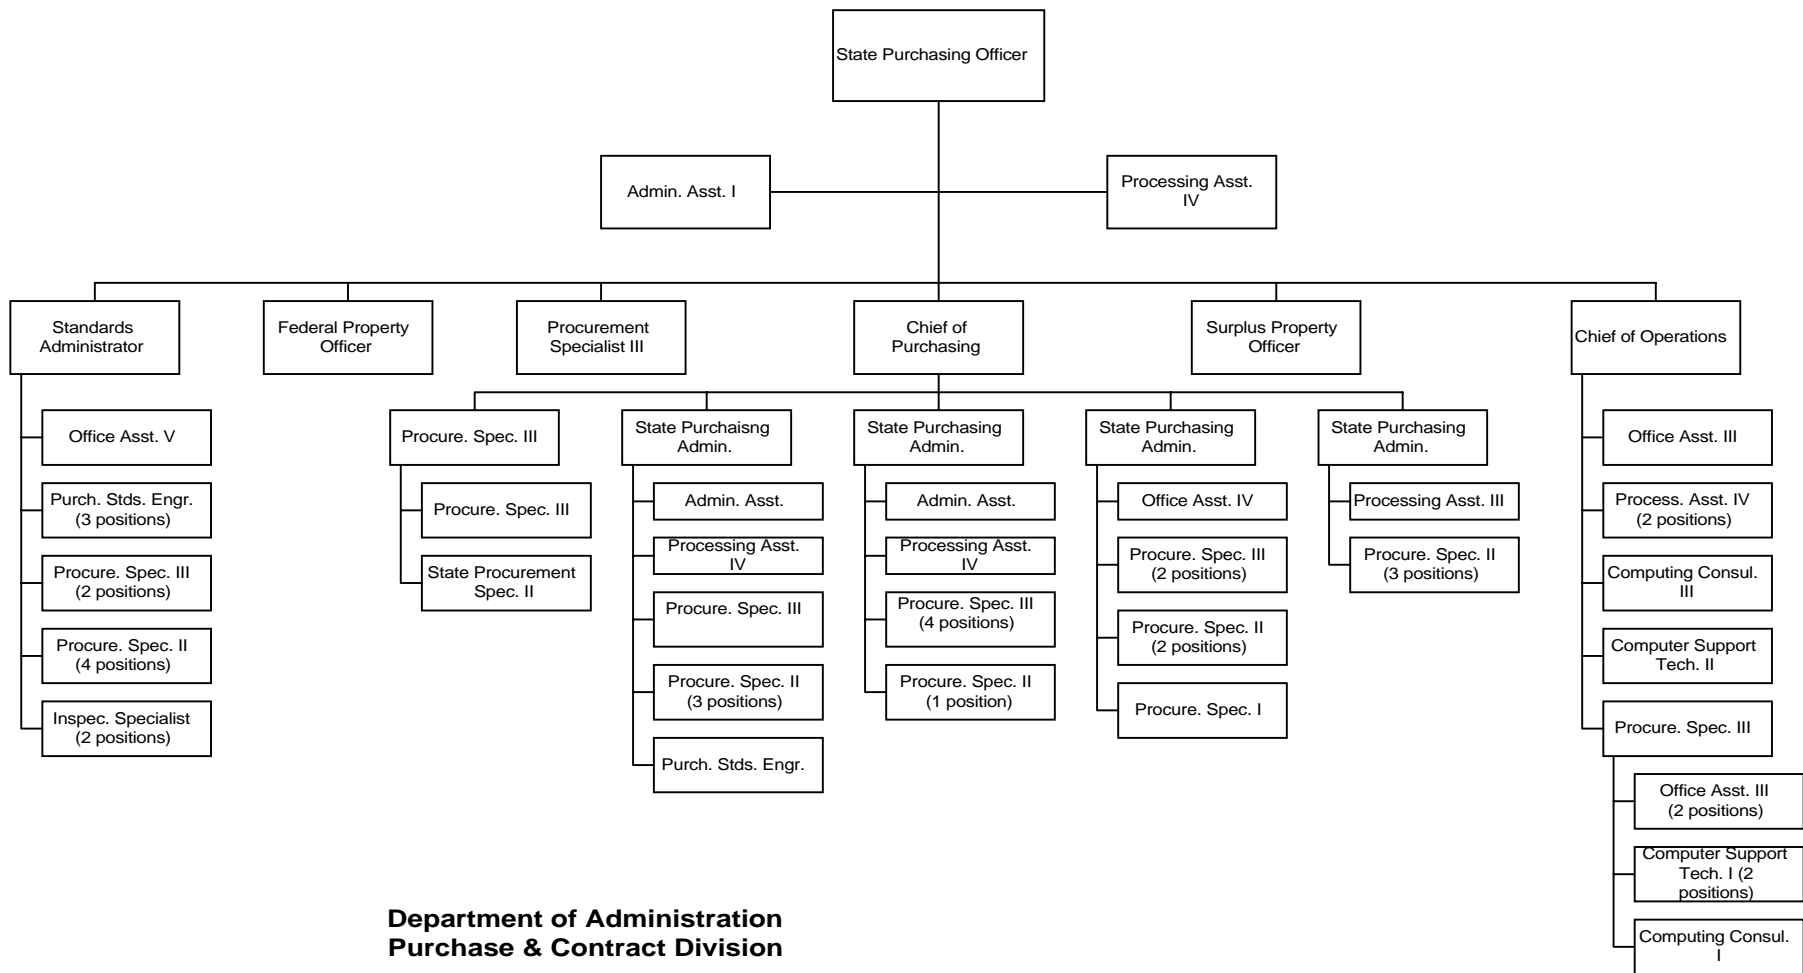 State Purchasing Officer
Admin. Asst. I
Processing Asst.
IV
Standards
Administrator
Federal Property
Officer
Procurement
Specialist III
Chief of
Purchasing
Surplus Property
Officer
Chief of Operations
Office Asst. V
Purch. Stds. Engr.
(3 positions)
Procure. Spec. III
(2 positions)
Procure. Spec. II
(4 positions)
Inspec. Specialist
(2 positions)
Procure. Spec. III
Procure. Spec. III
State Procurement
Spec. II
State Purchaisng
Admin.
Admin. Asst.
Processing Asst.
IV
Procure. Spec. III
Procure. Spec. II
(3 positions)
Purch. Stds. Engr.
State Purchasing
Admin.
Admin. Asst.
Processing Asst.
IV
Procure. Spec. III
(4 positions)
Procure. Spec. II
(1 position)
State Purchasing
Admin.
Office Asst. IV
Procure. Spec. III
(2 positions)
Procure. Spec. II
(2 positions)
Procure. Spec. I
State Purchasing
Admin.
Processing Asst. III
Procure. Spec. II
(3 positions)
Office Asst. III
Process. Asst. IV
(2 positions)
Computing Consul.
III
Computer Support
Tech. II
Procure. Spec. III
Office Asst. III
(2 positions)
Computer Support
Tech. I (2
positions)
Computing Consul.
I
Department of Administration
Purchase & Contract Division